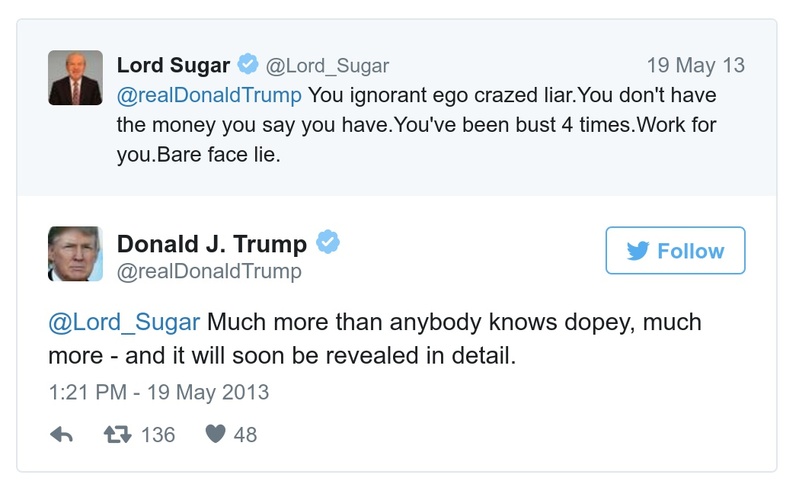 Lord Sugar @Lord_Sugar 19 May 13
@realDonaldTrump You ignorant ego crazed liar.You don't have
the money you say you have.You've been bust 4 times.Work for
you.Bare face lie.
Donald J. Trump
@realDonaldTrump
Follow
@Lord_Sugar Much more than anybody knows dopey, much
more - and it will soon be revealed in detail.
1:21 PM - 19 May 2013
136 48